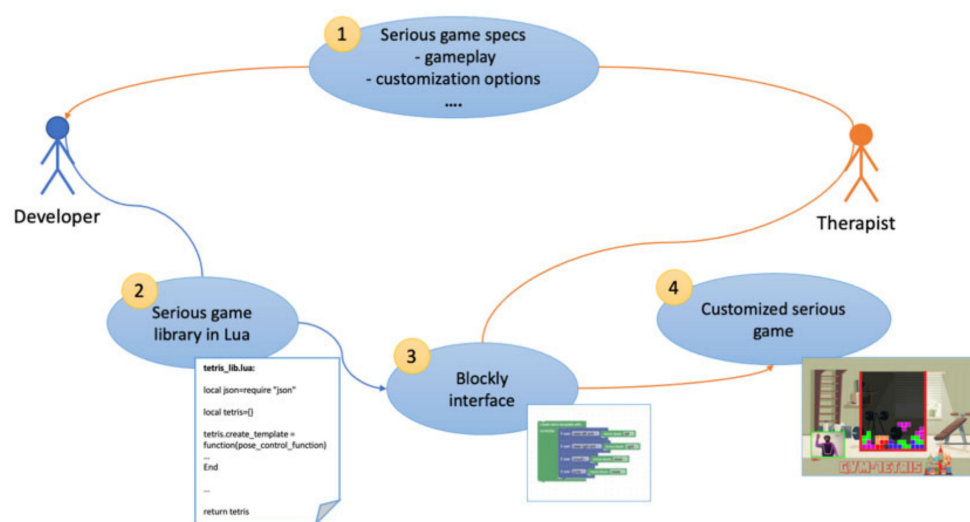 1
Serious game specs
- gameplay
- customization options
....
Developer
Therapist
2
Serious game
library in Lua
3
Blockly
interface
4
Customized serious
game
tetris_lib.lua:
local json=require "json"
local tetris={}
tetris.create_template =
function(pose_control_function)
...
End
...
return tetris
GYM-TETRIS